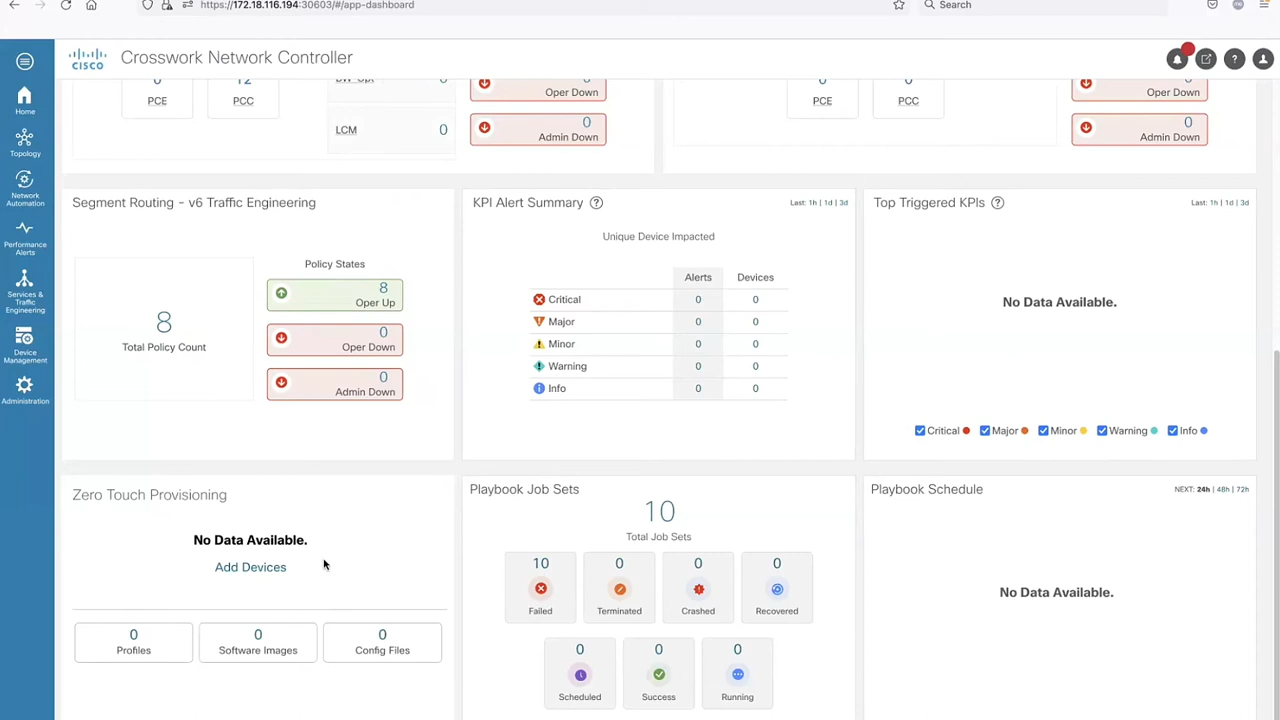 https://172.18.116.194:30603/#/app-dashboard
Search
CISCO
Crosswork Network Controller
Home
Topology
Network
Automation
Performance
Alerts
Services &
Traffic
Engineering
Device
Management
Administration
PCE
PCC
LCM
0
Oper Down
0
Admin Down
PCE
PCC
Oper Down
0
Admin Down
Segment Routing - v6 Traffic Engineering
8
Total Policy Count
Policy States
8
Oper Up
0
Oper Down
0
Admin Down
KPI Alert Summary ?
Last: 1h | 1d | 3d
Unique Device Impacted
Alerts Devices
Critical 0 0
Major 0 0
Minor 0 0
Warning 0 0
Info 0 0
Top Triggered KPIs ?
Last: 1h | 1d | 3d
No Data Available.
Critical Major Minor Warning Info
Zero Touch Provisioning
No Data Available.
Add Devices
0
Profiles
0
Software Images
0
Config Files
Playbook Job Sets
10
Total Job Sets
10
Failed
0
Terminated
0
Crashed
0
Recovered
0
Scheduled
0
Success
0
Running
Playbook Schedule
NEXT: 24h | 48h | 72h
No Data Available.